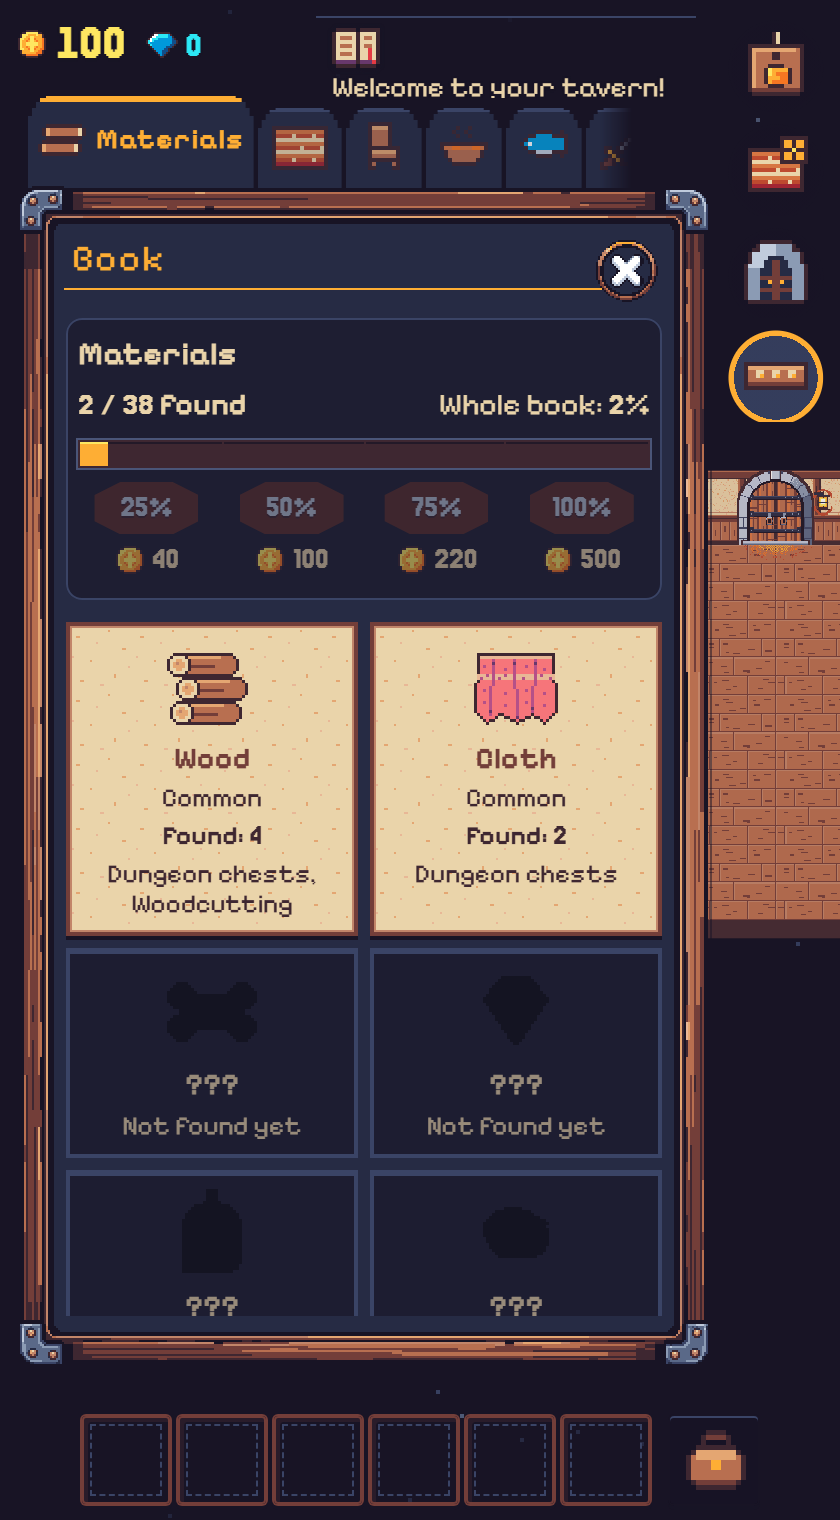 100 0
Welcome to your tavern!
Materials
Book
Materials
2 / 38 Found
Whole book: 2%
25% 50% 75% 100%
40 100 220 500
Wood
Common
Found: 4
Dungeon chests,
Woodcutting
Cloth
Common
Found: 2
Dungeon chests
???
Not found yet
???
Not found yet
???
???